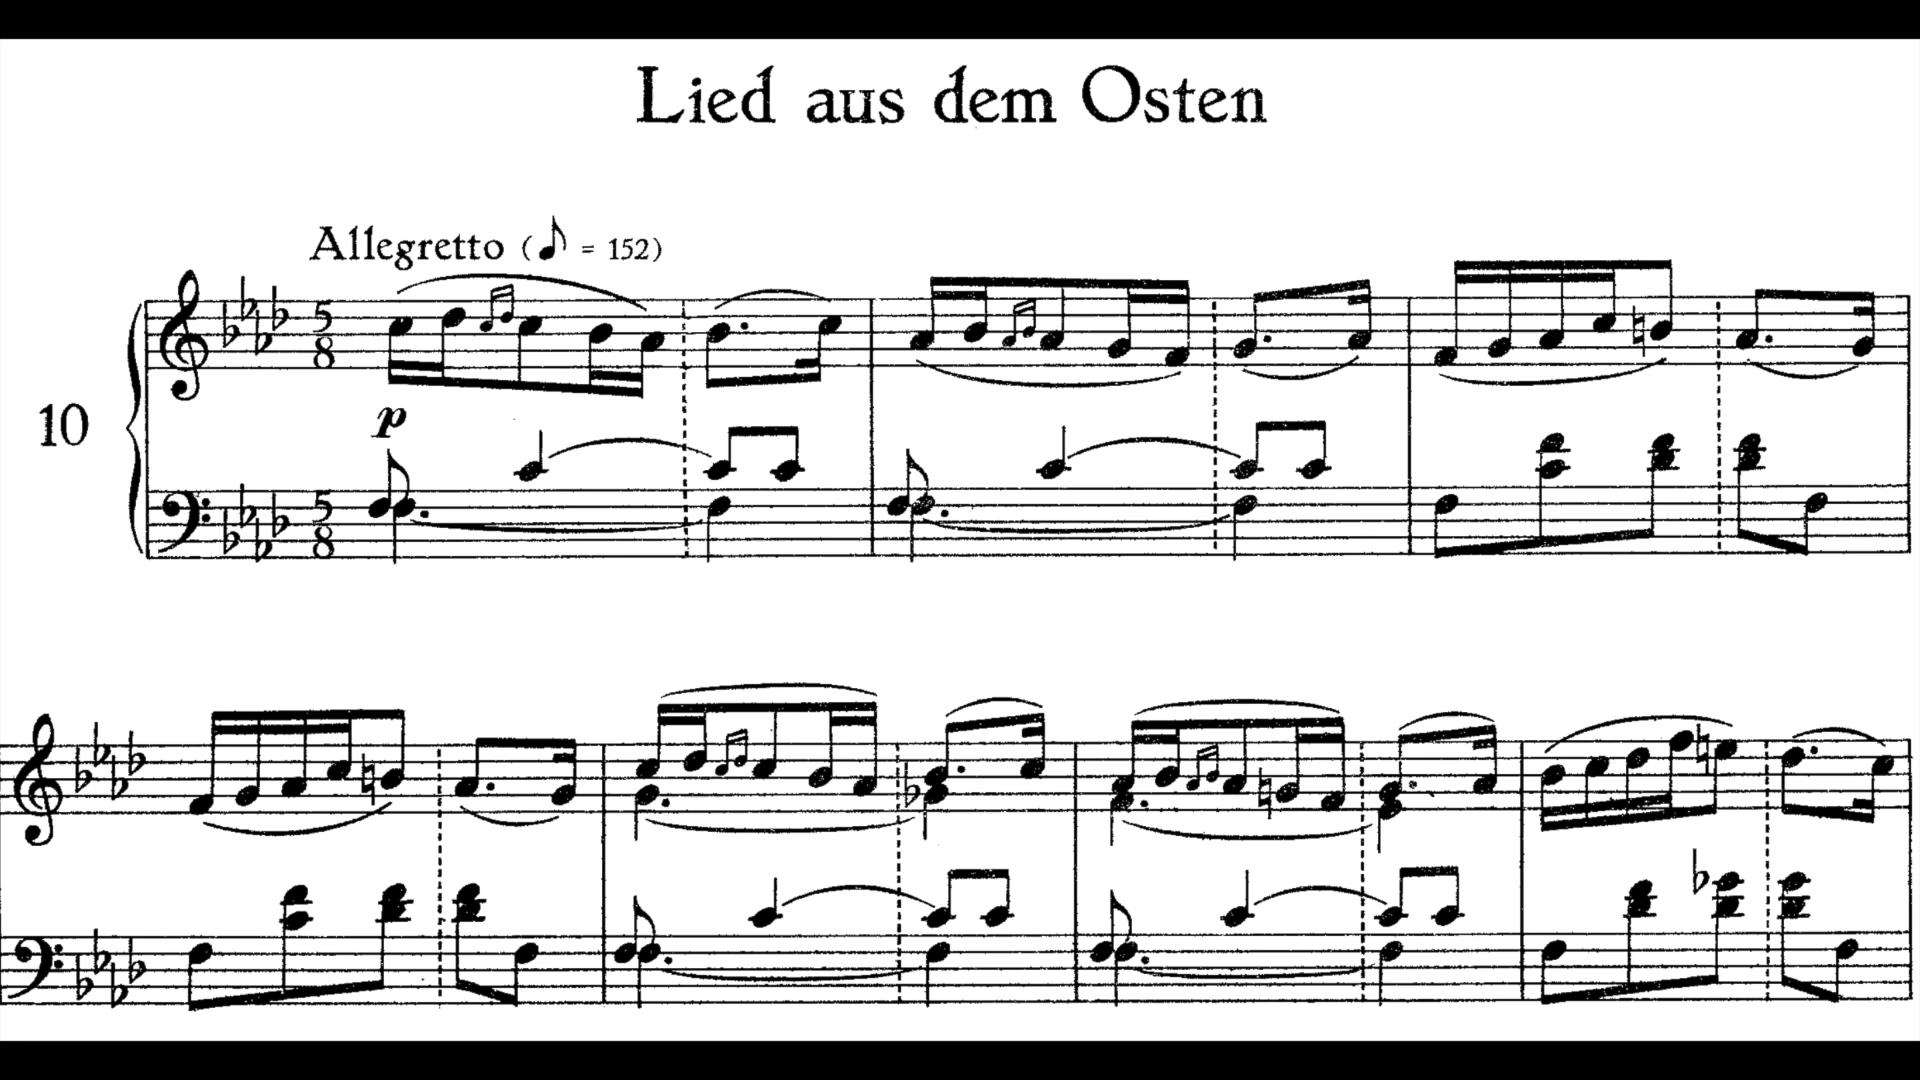 Lied aus dem Osten
Allegretto (♪ = 152)
10
5
8
p
5
8